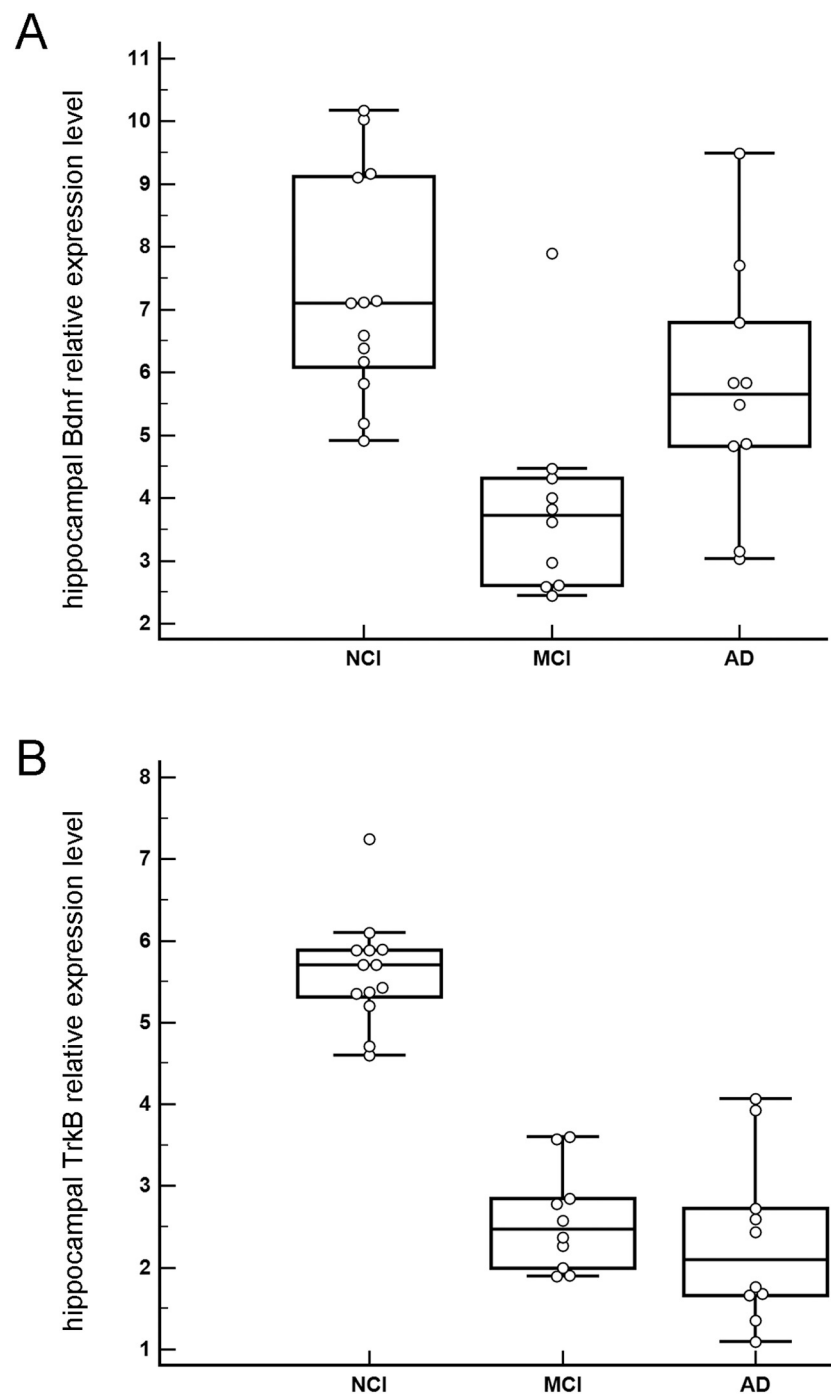 A
hippocampal Bdnf relative expression level
11
10
9
8
7
6
5
4
3
2
NCI
MCI
AD
B
hippocampal TrkB relative expression level
8
7
6
5
4
3
2
1
NCI
MCI
AD